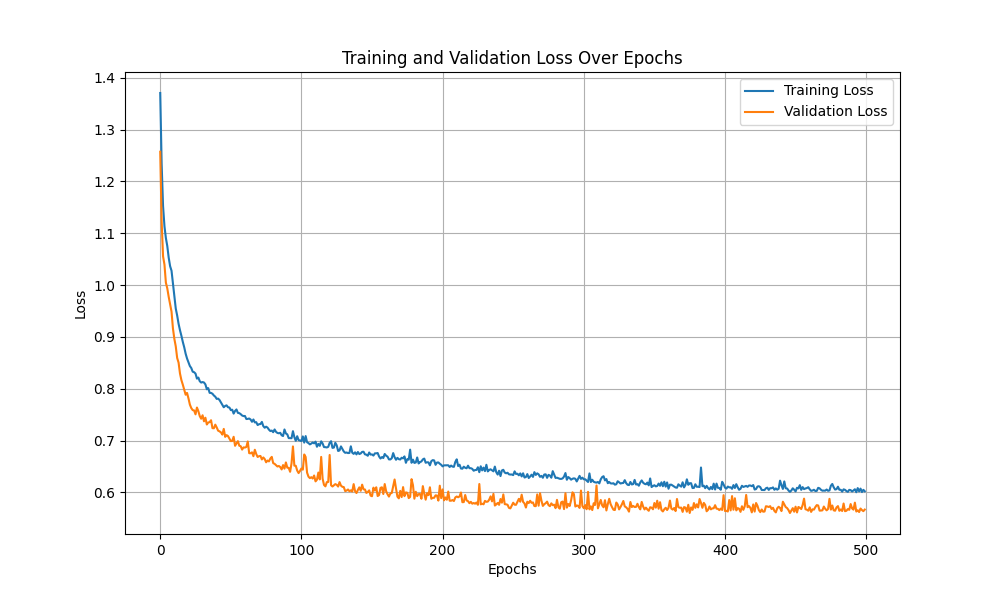 Training and Validation Loss Over Epochs
Training Loss
Validation Loss
Loss
1.4
1.3
1.2
1.1
1.0
0.9
0.8
0.7
0.6
0 100 200 300 400 500
Epochs